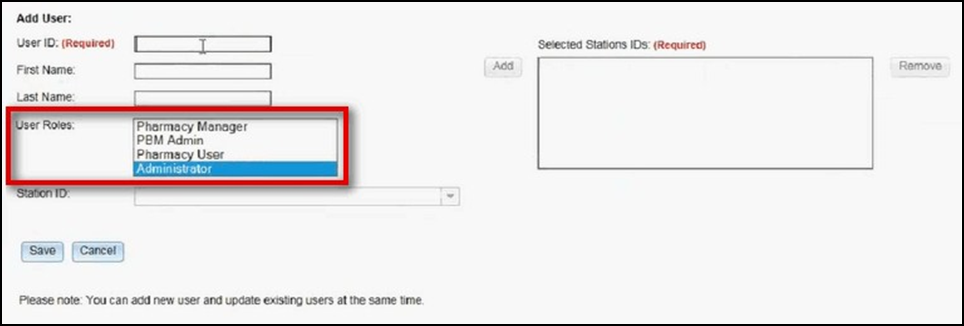 Add User:
User ID: (Required)
First Name:
Last Name:
User Roles:
Pharmacy Manager
PBM Admin
Pharmacy User
Administrator
Station ID:
Add
Selected Stations IDs: (Required)
Remove
Save Cancel
Please note: You can add new user and update existing users at the same time.